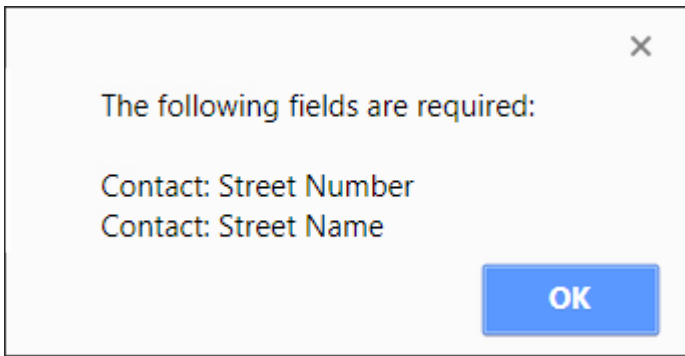 The following fields are required:
Contact: Street Number
Contact: Street Name
OK